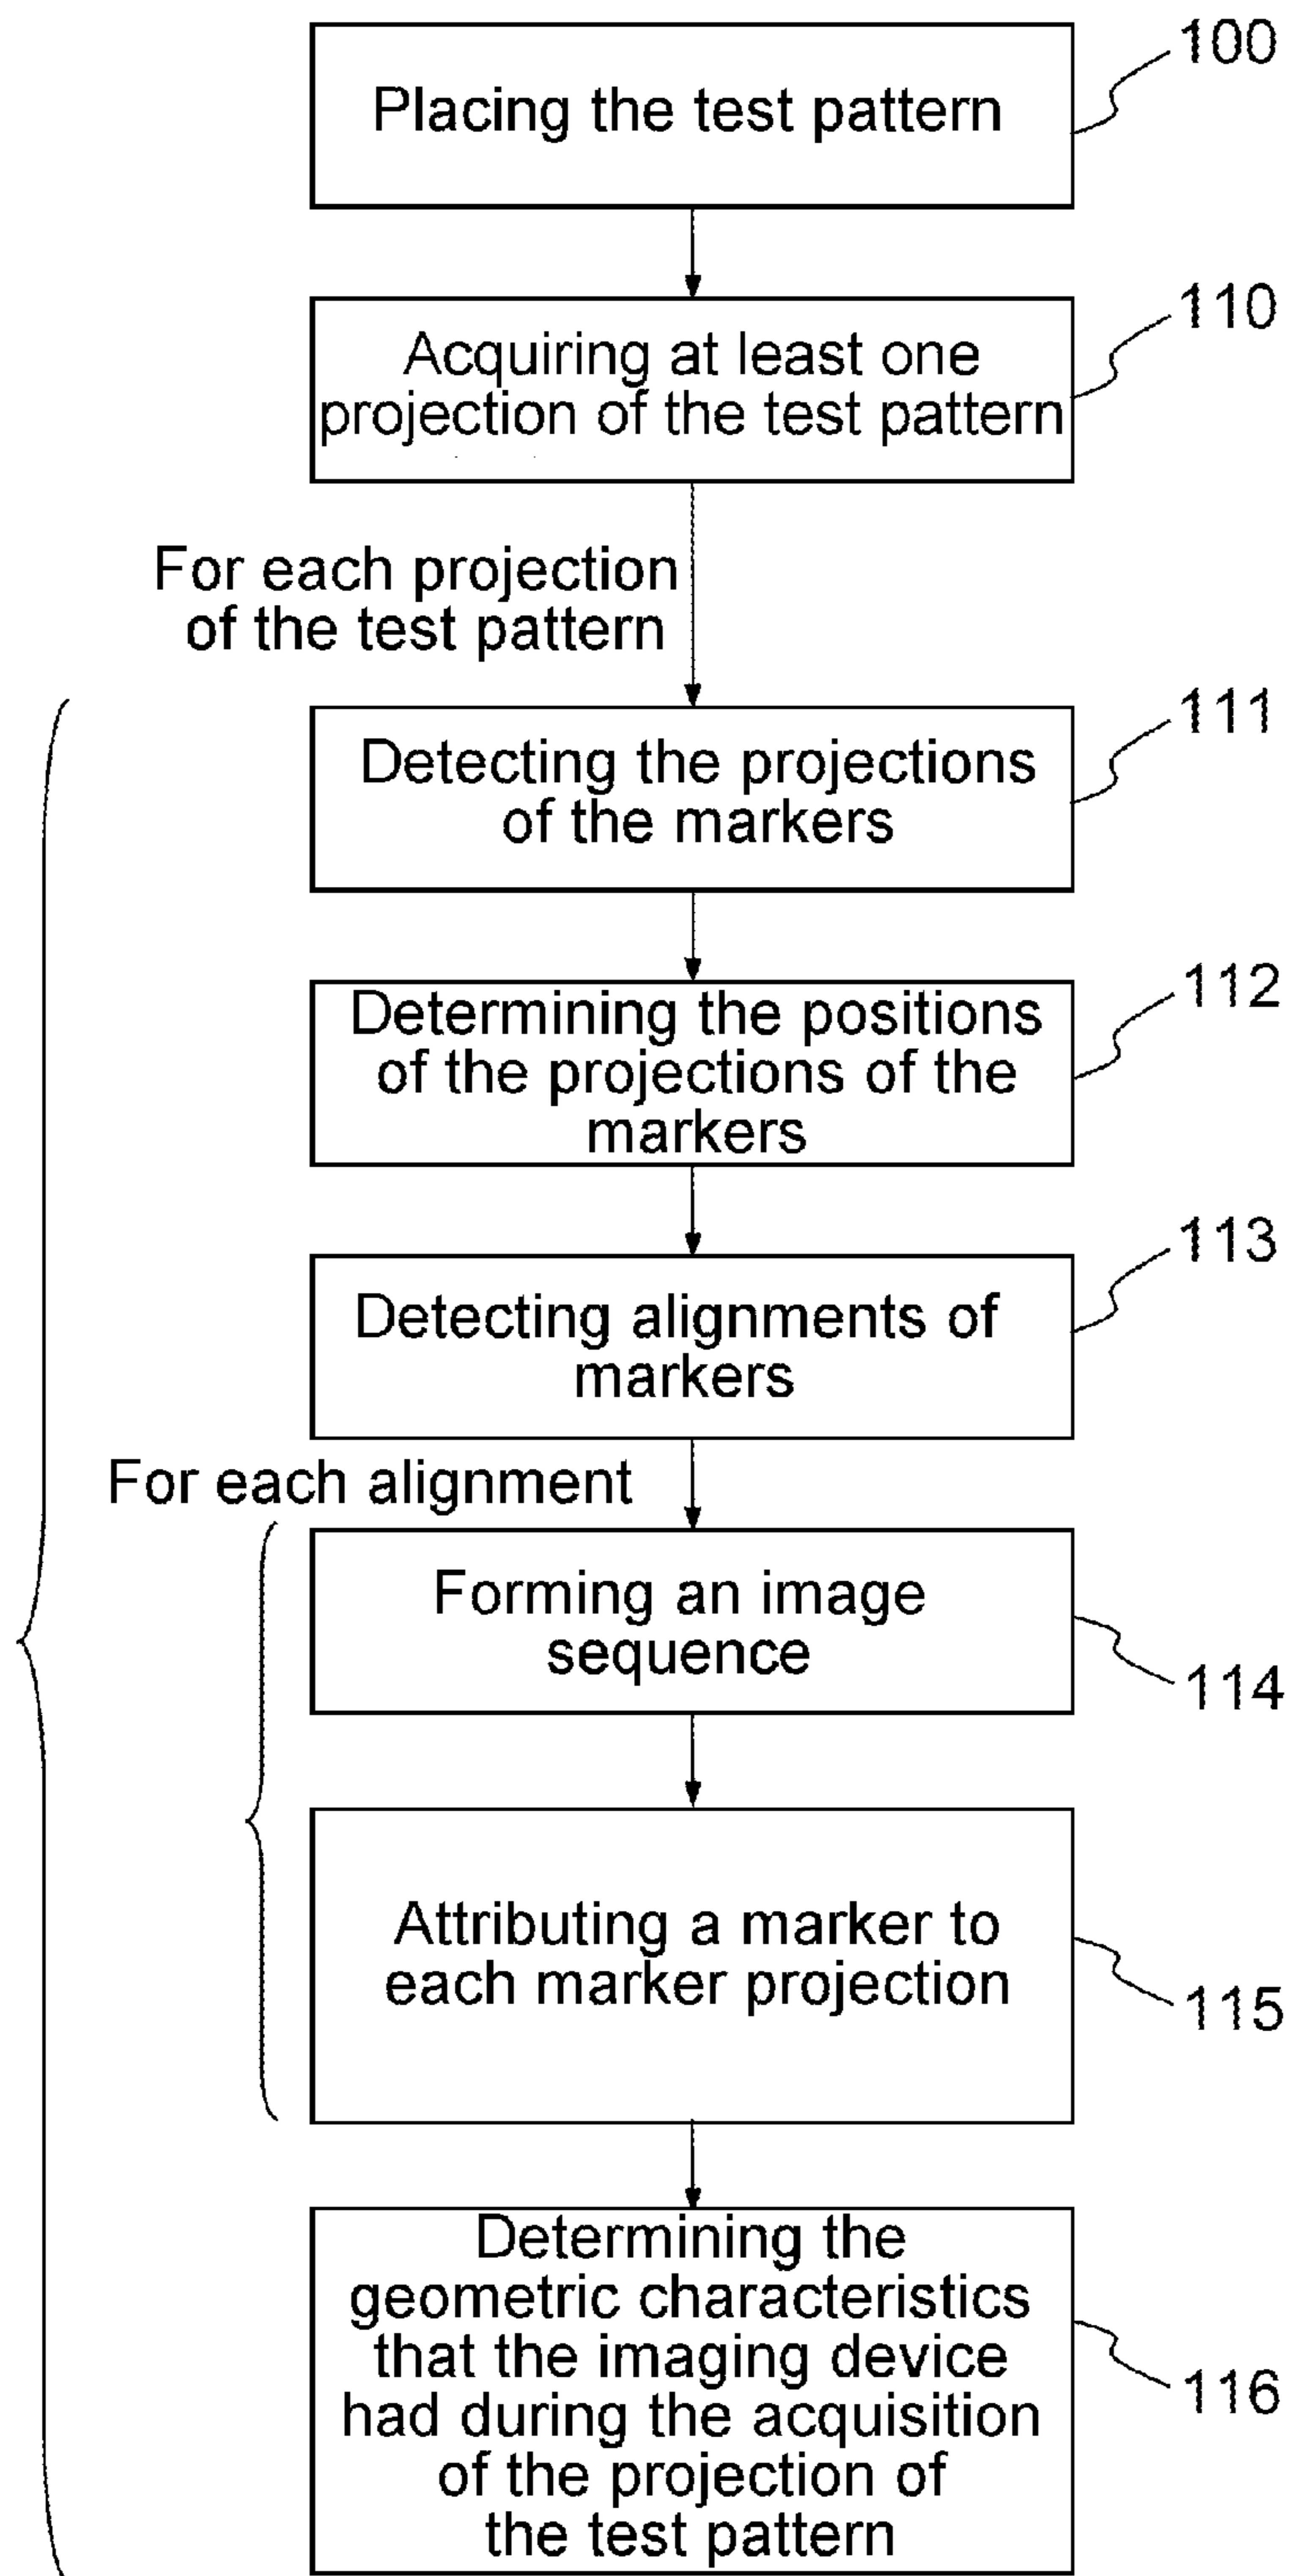 100
Placing the test pattern
110
Acquiring at least one
projection of the test pattern
For each projection
of the test pattern
111
Detecting the projections
of the markers
112
Determining the positions
of the projections of the
markers
113
Detecting alignments of
markers
For each alignment
Forming an image
sequence
114
Attributing a marker to
each marker projection
115
Determining the
geometric characteristics
that the imaging device
had during the acquisition
of the projection of
the test pattern
116